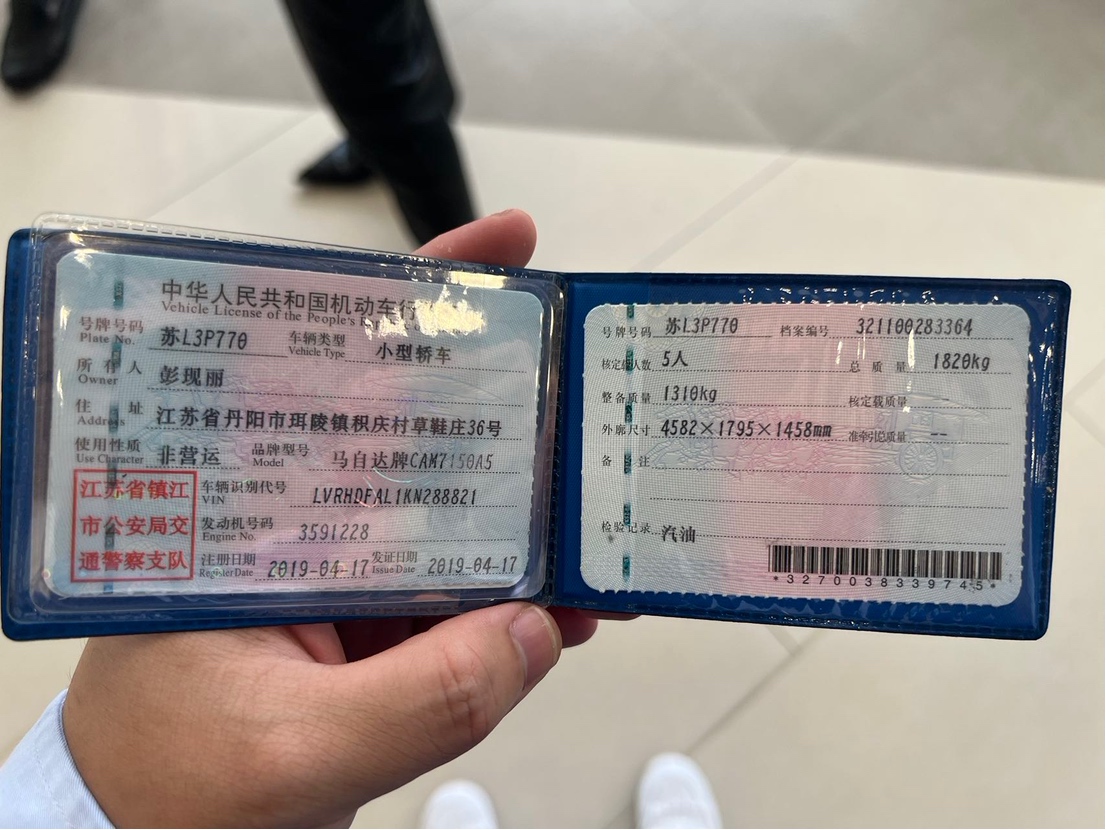 中华人民共和国机动车行
Vehicle License of the People's R
号牌号码 苏L3P770 车辆类型 小型轿车
Plate No. Vehicle Type
所有人 彭现丽
Owner
住址 江苏省丹阳市珥陵镇积庆村草鞋庄36号
Address
使用性质 非营运 品牌型号 马自达牌CAM7150A5
Use Character Model
江苏省镇江
市公安局交
通警察支队
车辆识别代号 LVRHDFAL1KN288821
VIN
发动机号码 3591228
Engine No.
注册日期 2019-04-17 发证日期 2019-04-17
Register Date Issue Date
号牌号码 苏L3P770 档案编号 321100283364
核定载人数 5人 总质量 1820kg
整备质量 1310kg 核定载质量
外廓尺寸 4582×1795×1458mm 准牵引总质量 --
备注
检验记录 汽油
*3270038339745*